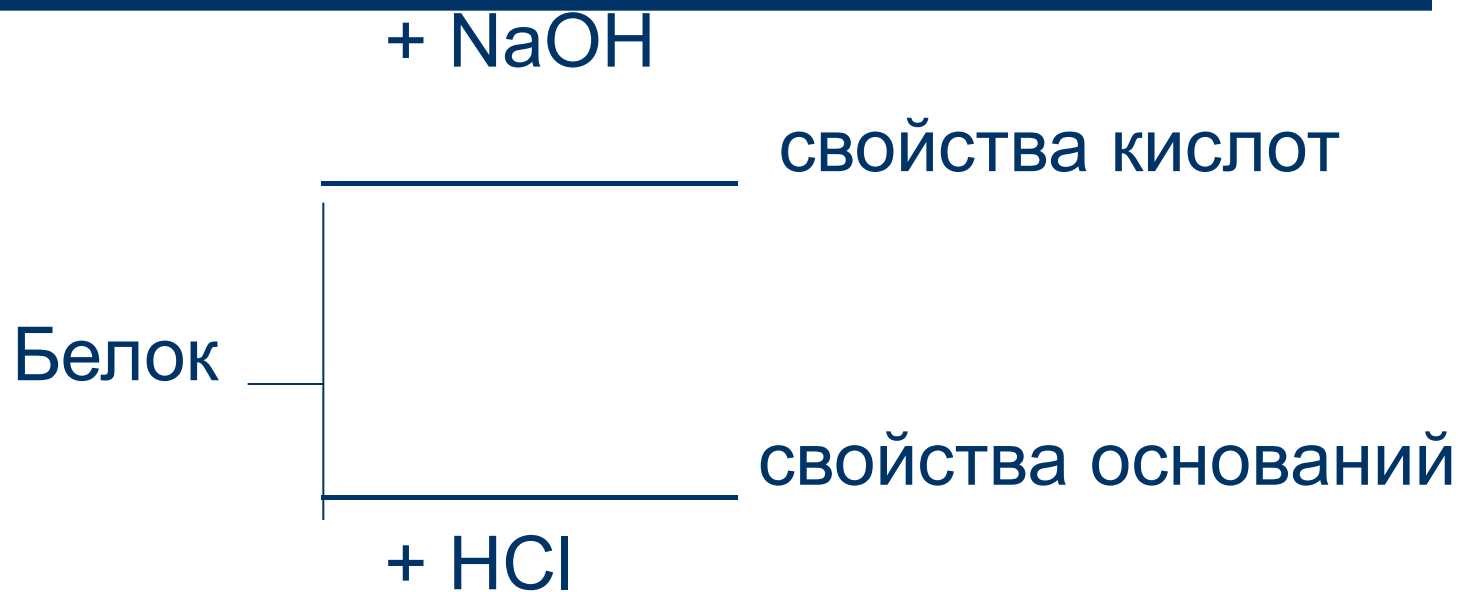 + NaOH
свойства кислот
Белок
свойства оснований
+ HCl